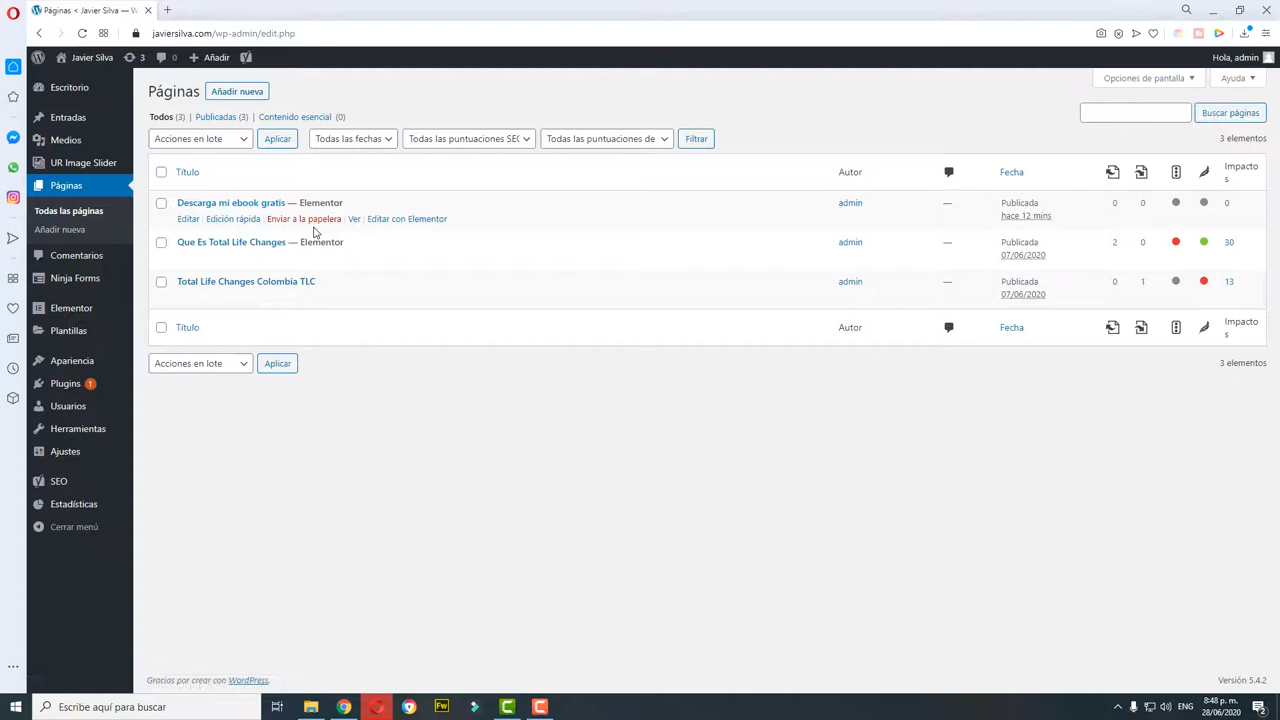 Páginas < Javier Silva — W
javiersilva.com/wp-admin/edit.php
Javier Silva 3 0 Añadir Hola, admin
Escritorio
Entradas
Medios
UR Image Slider
Páginas
Todas las páginas
Añadir nueva
Comentarios
Ninja Forms
Elementor
Plantillas
Apariencia
Plugins 1
Usuarios
Herramientas
Ajustes
SEO
Estadísticas
Cerrar menú
Opciones de pantalla Ayuda
Páginas Añadir nueva
Todos (3) | Publicadas (3) | Contenido esencial (0)
Buscar páginas
Acciones en lote Aplicar Todas las fechas Todas las puntuaciones SEO Todas las puntuaciones de Filtrar
3 elementos
Título Autor Fecha Impactos
Descarga mi ebook gratis — Elementor admin — Publicada 0 0 0
Editar | Edición rápida | Enviar a la papelera | Ver | Editar con Elementor hace 12 mins
Que Es Total Life Changes — Elementor admin — Publicada 2 0 30
07/06/2020
Total Life Changes Colombia TLC admin — Publicada 0 1 13
07/06/2020
Título Autor Fecha Impactos
Acciones en lote Aplicar
3 elementos
Gracias por crear con WordPress.
Versión 5.4.2
Escribe aquí para buscar
Fw
ENG
8:48 p. m.
28/06/2020
2